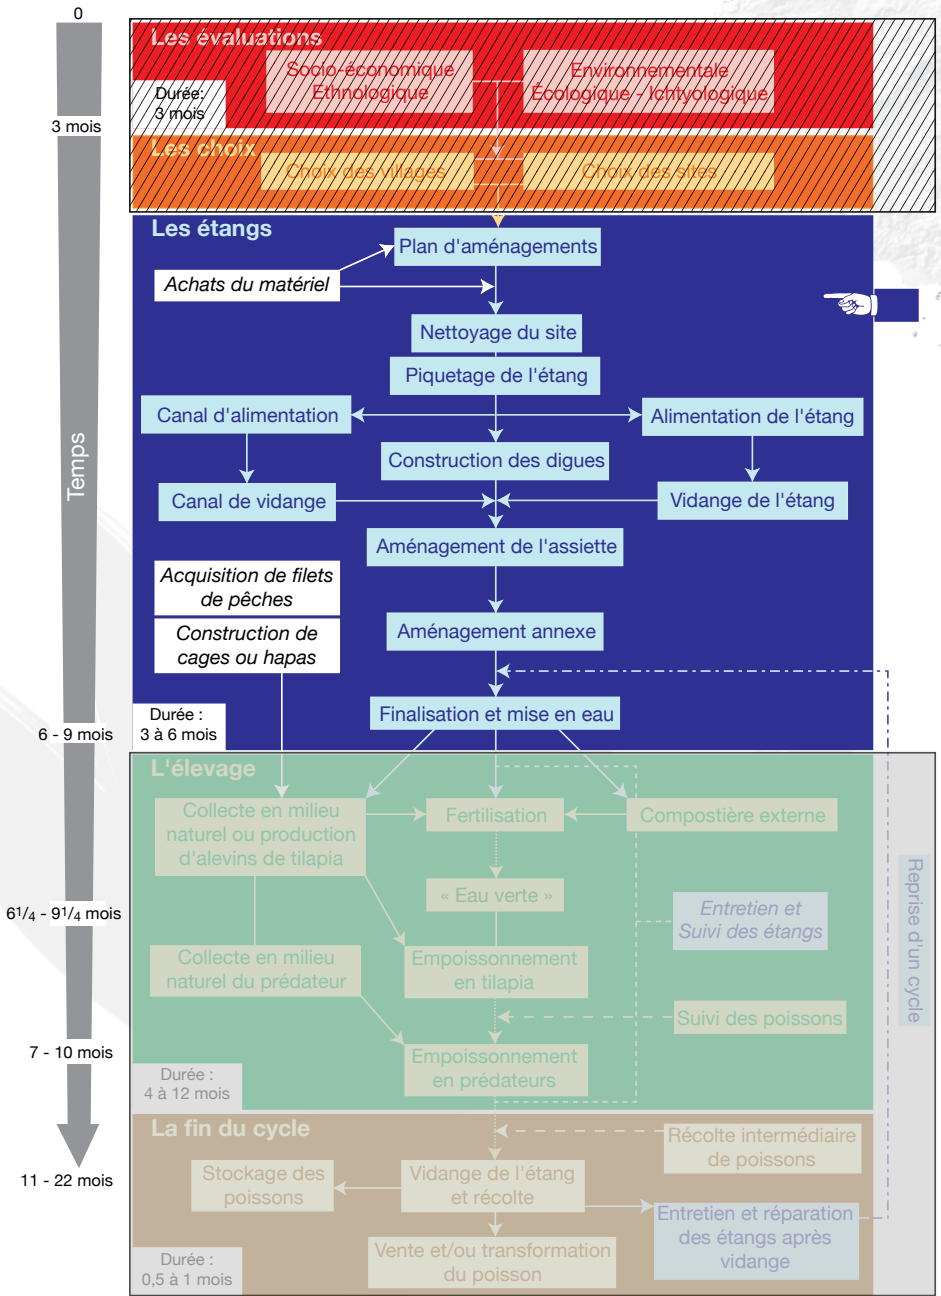 0
Les évaluations
Socio-économique
Ethnologique
Environnementale
Écologique - Ichtyologique
Durée:
3 mois
3 mois
Les choix
Choix des villages
Choix des sites
Les étangs
Plan d'aménagements
Achats du matériel
Nettoyage du site
Piquetage de l'étang
Canal d'alimentation
Alimentation de l'étang
Temps
Construction des digues
Canal de vidange
Vidange de l'étang
Aménagement de l'assiette
Acquisition de filets
de pêches
Construction de
cages ou hapas
Aménagement annexe
Durée :
3 à 6 mois
Finalisation et mise en eau
6 - 9 mois
L'élevage
Collecte en milieu
naturel ou production
d'alevins de tilapia
Fertilisation
Compostière externe
« Eau verte »
6 1/4 - 9 1/4 mois
Entretien et
Suivi des étangs
Reprise d'un cycle
Collecte en milieu
naturel du prédateur
Empoissonnement
en tilapia
Suivi des poissons
7 - 10 mois
Empoissonnement
en prédateurs
Durée :
4 à 12 mois
La fin du cycle
Récolte intermédiaire
de poissons
11 - 22 mois
Stockage des
poissons
Vidange de l'étang
et récolte
Entretien et réparation
des étangs après
vidange
Vente et/ou transformation
du poisson
Durée :
0,5 à 1 mois